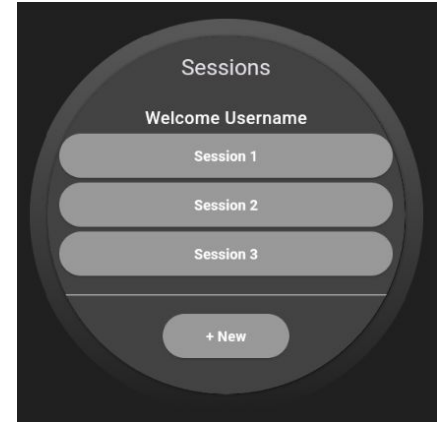 Sessions
Welcome Username
Session 1
Session 2
Session 3
+ New